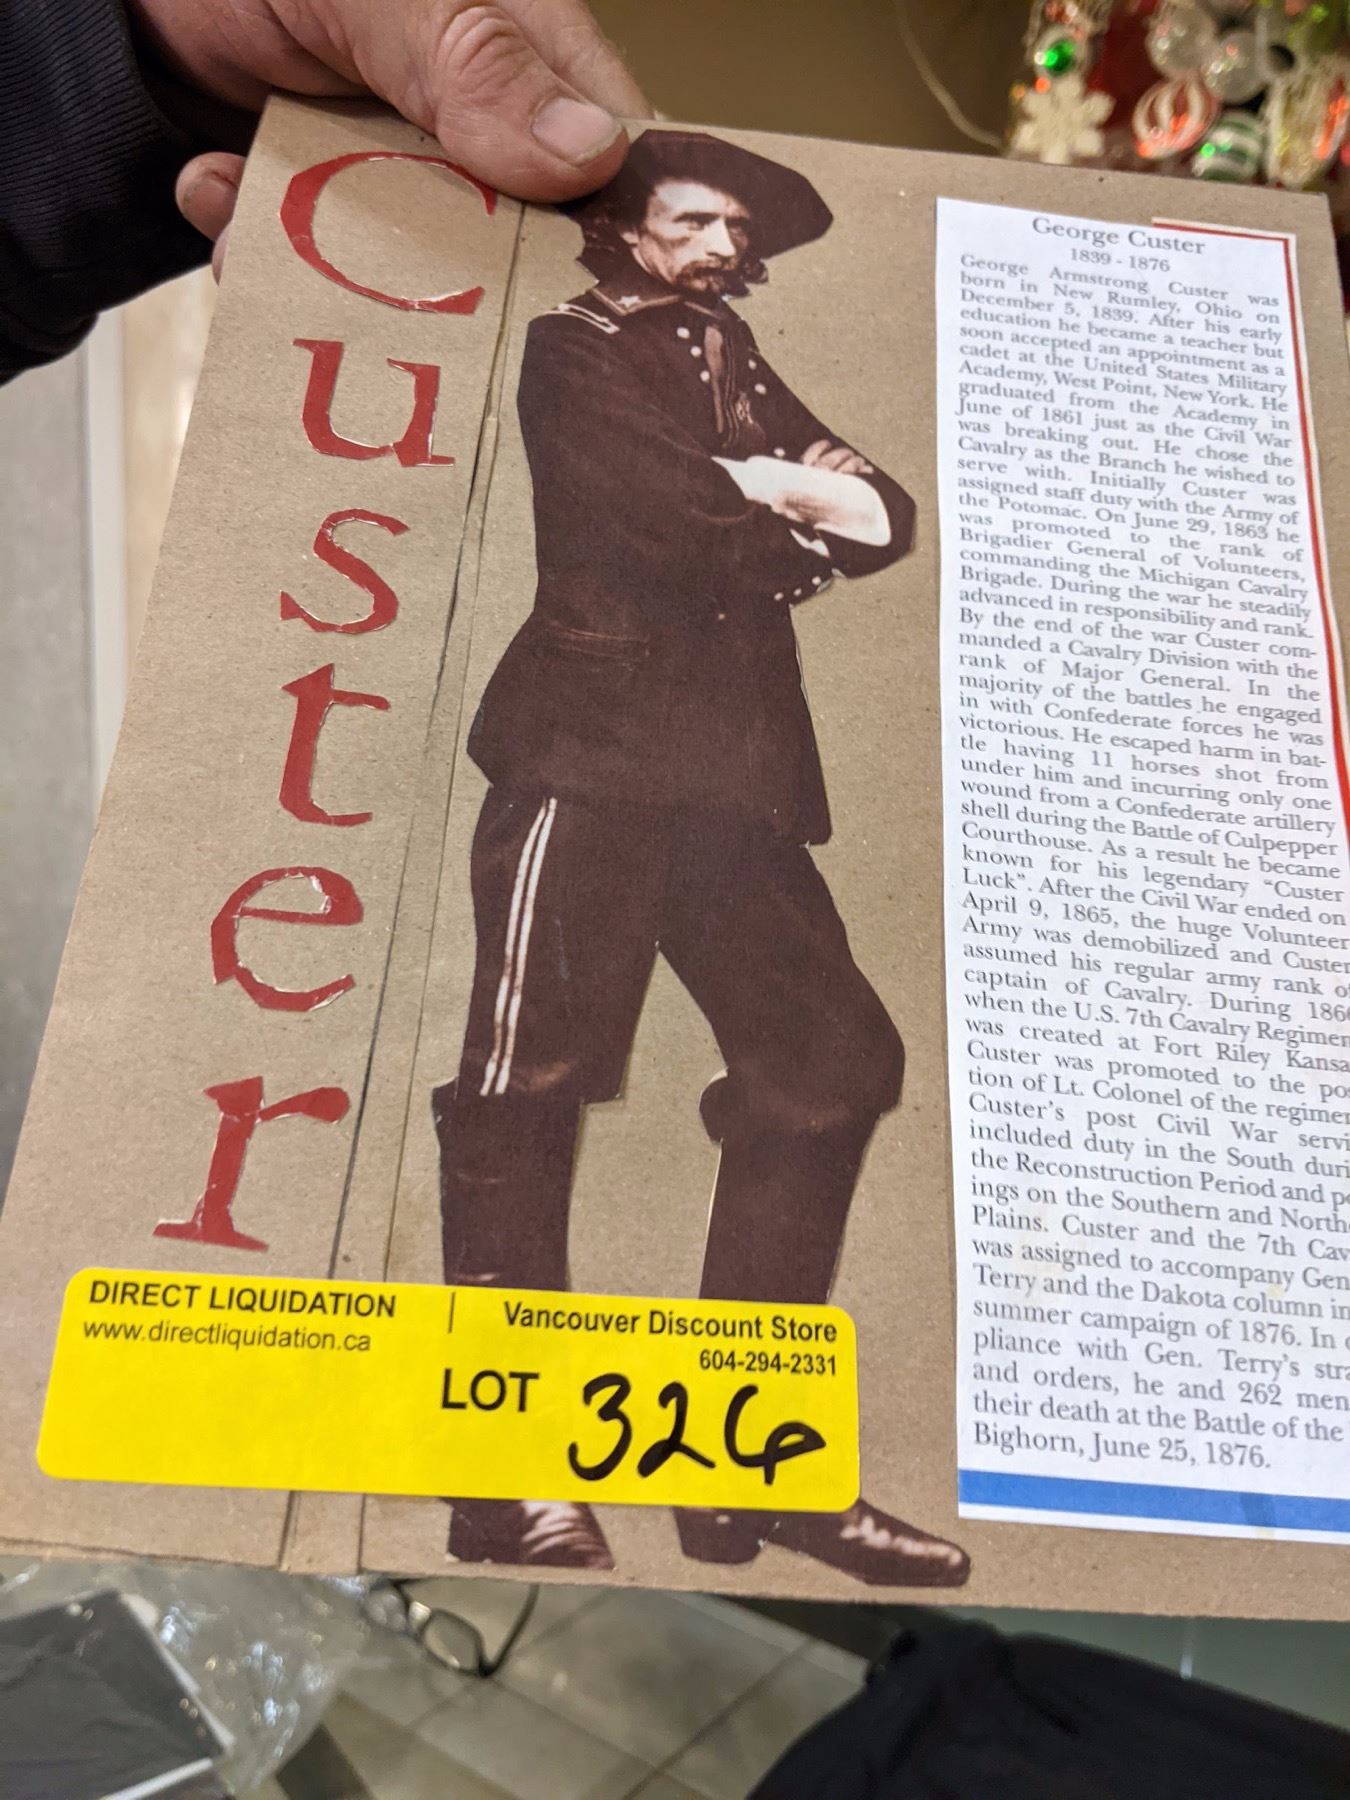 Custer
George Custer
1839 - 1876
George Armstrong Custer was
born in New Rumley, Ohio on
December 5, 1839. After his early
education he became a teacher but
soon accepted an appointment as a
cadet at the United States Military
Academy, West Point, New York. He
graduated from the Academy in
June of 1861 just as the Civil War
was breaking out. He chose the
Cavalry as the Branch he wished to
serve with. Initially Custer was
assigned staff duty with the Army of
the Potomac. On June 29, 1863 he
was promoted to the rank of
Brigadier General of Volunteers,
commanding the Michigan Cavalry
Brigade. During the war he steadily
advanced in responsibility and rank.
By the end of the war Custer com-
manded a Cavalry Division with the
rank of Major General. In the
majority of the battles he engaged
in with Confederate forces he was
victorious. He escaped harm in bat-
tle having 11 horses shot from
under him and incurring only one
wound from a Confederate artillery
shell during the Battle of Culpepper
Courthouse. As a result he became
known for his legendary "Custer
Luck". After the Civil War ended on
April 9, 1865, the huge Volunteer
Army was demobilized and Custer
assumed his regular army rank o
captain of Cavalry. During 186
when the U.S. 7th Cavalry Regimen
was created at Fort Riley Kansa
Custer was promoted to the po
tion of Lt. Colonel of the regimen
Custer's post Civil War servi
included duty in the South duri
the Reconstruction Period and p
ings on the Southern and North
Plains. Custer and the 7th Cav
was assigned to accompany Gen
Terry and the Dakota column in
summer campaign of 1876. In
pliance with Gen. Terry's stra
and orders, he and 262 men
their death at the Battle of the
Bighorn, June 25, 1876.
DIRECT LIQUIDATION | Vancouver Discount Store
www.directliquidation.ca 604-294-2331
LOT 326